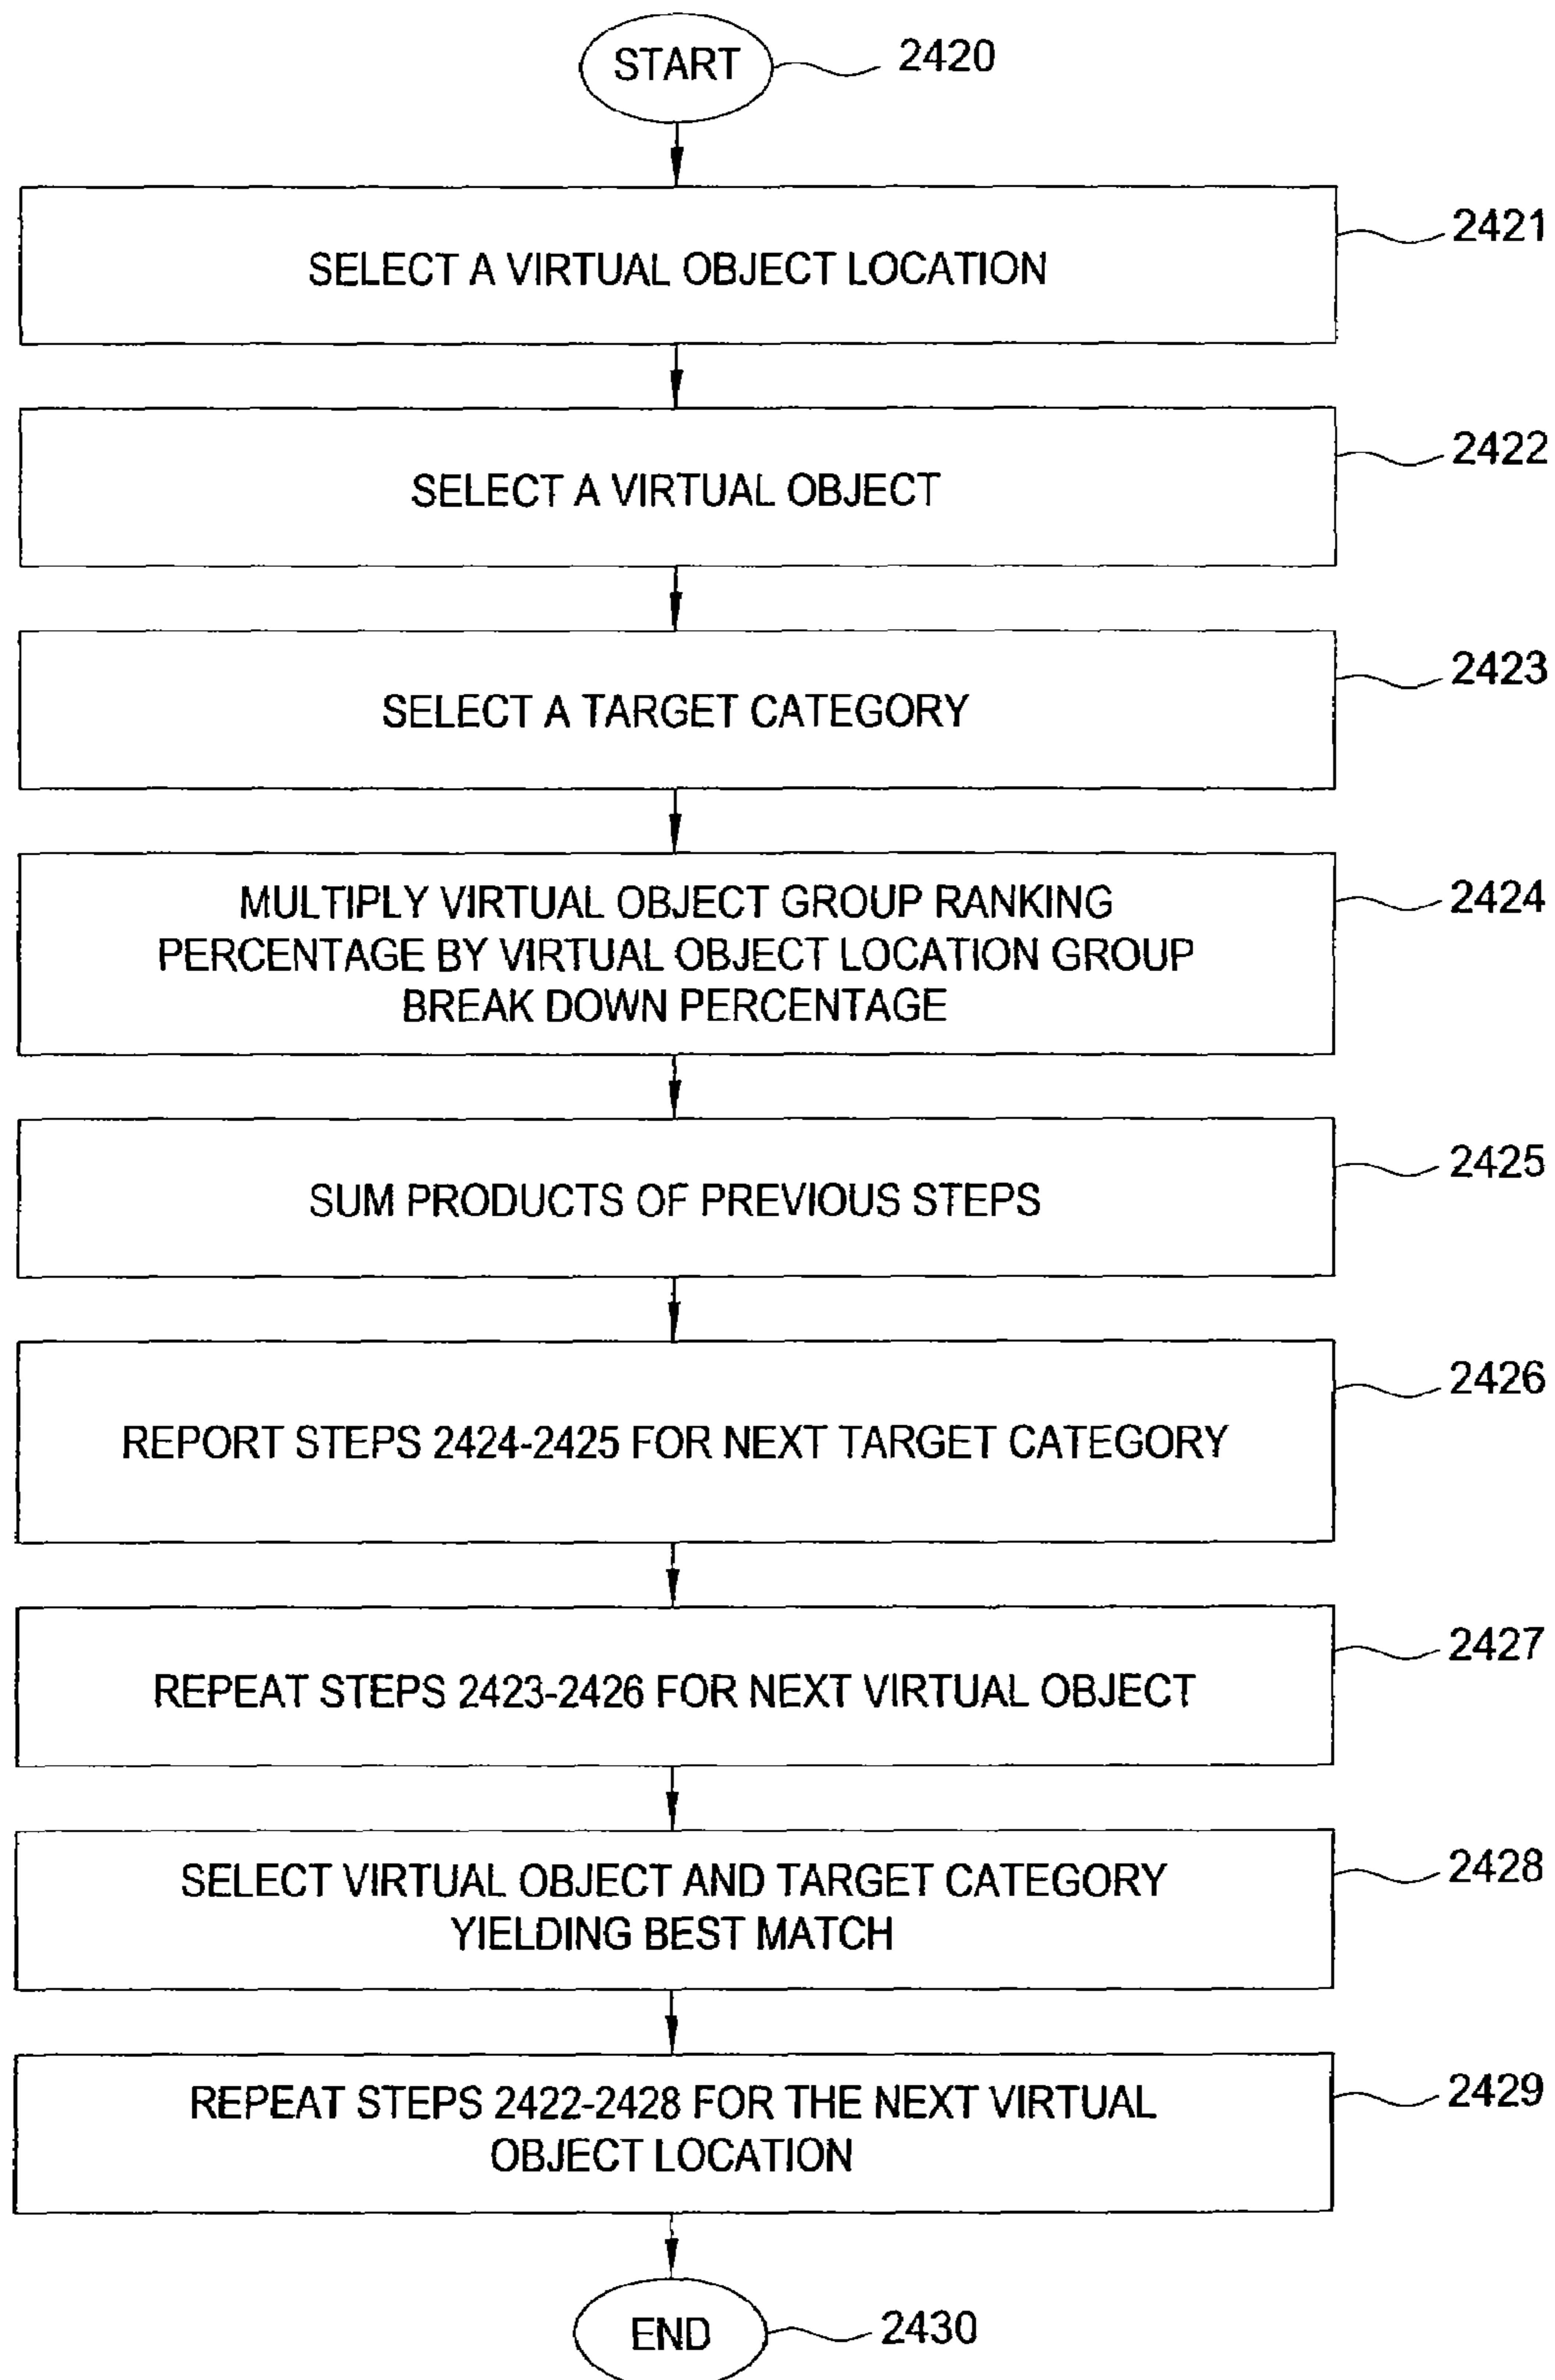 START
2420
2421
SELECT A VIRTUAL OBJECT LOCATION
2422
SELECT A VIRTUAL OBJECT
2423
SELECT A TARGET CATEGORY
2424
MULTIPLY VIRTUAL OBJECT GROUP RANKING
PERCENTAGE BY VIRTUAL OBJECT LOCATION GROUP
BREAK DOWN PERCENTAGE
2425
SUM PRODUCTS OF PREVIOUS STEPS
2426
REPORT STEPS 2424-2425 FOR NEXT TARGET CATEGORY
2427
REPEAT STEPS 2423-2426 FOR NEXT VIRTUAL OBJECT
2428
SELECT VIRTUAL OBJECT AND TARGET CATEGORY
YIELDING BEST MATCH
2429
REPEAT STEPS 2422-2428 FOR THE NEXT VIRTUAL
OBJECT LOCATION
END
2430